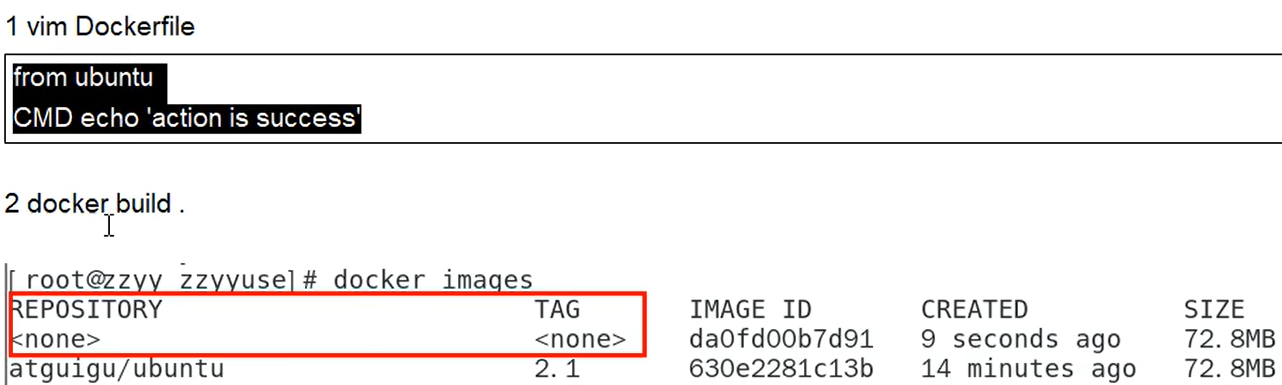 1 vim Dockerfile
from ubuntu
CMD echo 'action is success'
2 docker build .
[root@zzyy zzyyuse]# docker images
REPOSITORY TAG IMAGE ID CREATED SIZE
<none> <none> da0fd00b7d91 9 seconds ago 72.8MB
atguigu/ubuntu 2.1 630e2281c13b 14 minutes ago 72.8MB